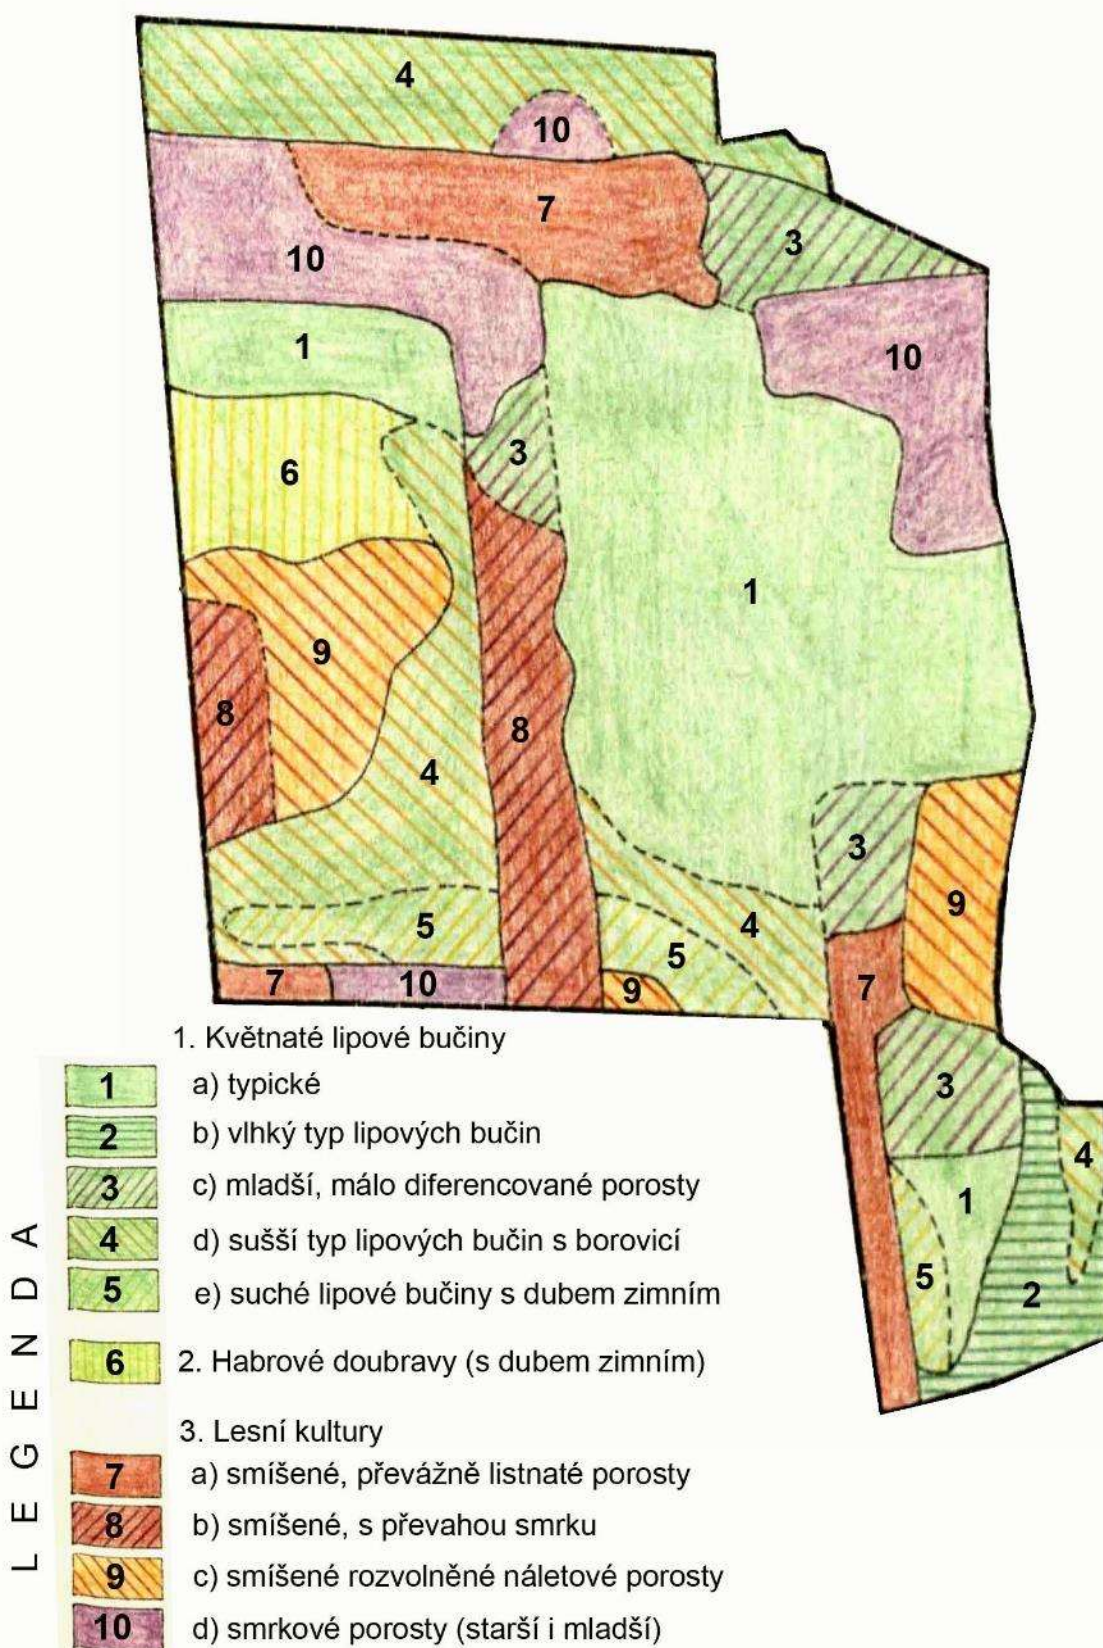 4
10
7
3
10
10
1
3
6
1
9
8
8
4
3
9
5
4
5
7
10
9
7
3
4
1
5
2
1. Květnaté lipové bučiny
1 a) typické
2 b) vlhký typ lipových bučin
3 c) mladší, málo diferencované porosty
4 d) sušší typ lipových bučin s borovicí
5 e) suché lipové bučiny s dubem zimním
6 2. Habrové doubravy (s dubem zimním)
3. Lesní kultury
7 a) smíšené, převážně listnaté porosty
8 b) smíšené, s převahou smrku
9 c) smíšené rozvolněné náletové porosty
10 d) smrkové porosty (starší i mladší)
LEGENDA